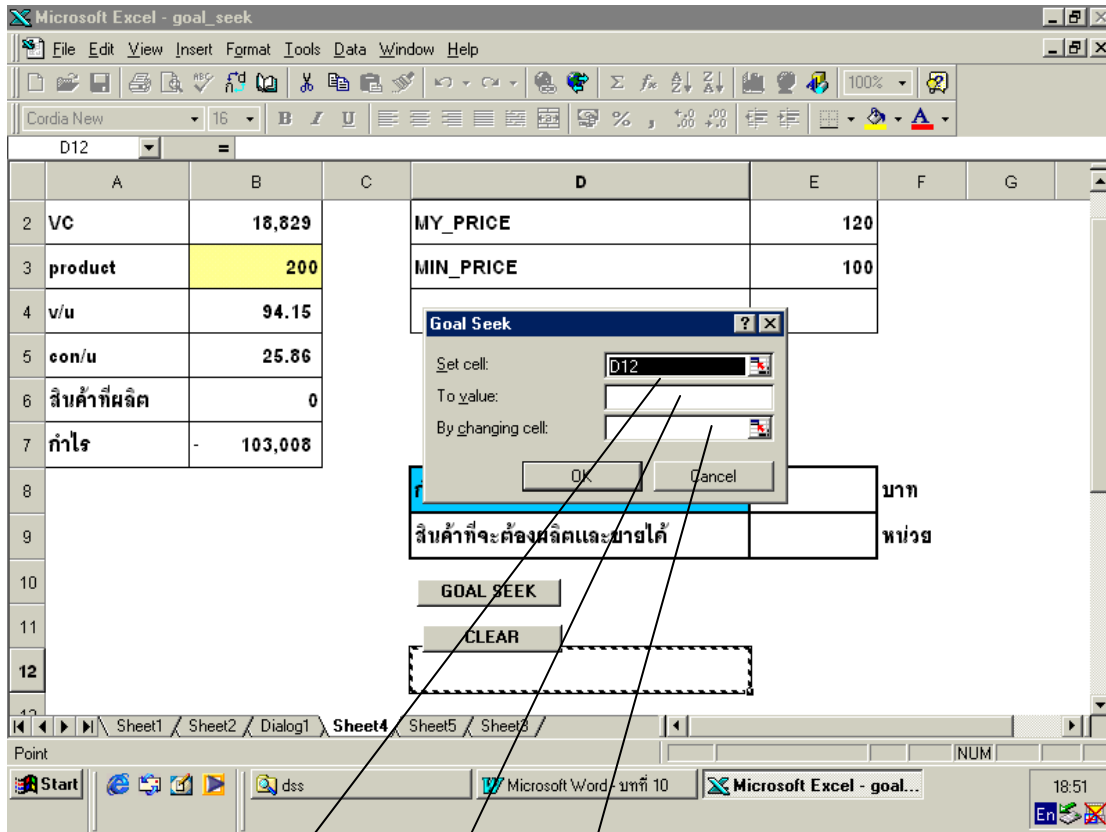 Microsoft Excel - goal_seek
File Edit View Insert Format Tools Data Window Help
100%
Cordia New 16 B I U
D12 =
A B C D E F G
2 VC 18,829 MY_PRICE 120
3 product 200 MIN_PRICE 100
4 v/u 94.15
5 con/u 25.86
6 สินค้าที่ผลิต 0
7 กำไร - 103,008
Goal Seek
Set cell: D12
To value:
By changing cell:
OK Cancel
8 บาท
9 สินค้าที่จะต้องผลิตและขายได้ หน่วย
10 GOAL SEEK
11 CLEAR
12
Sheet1 Sheet2 Dialog1 Sheet4 Sheet5 Sheet3
Point NUM
Start dss Microsoft Word - บทที่ 10 Microsoft Excel - goal... 18:51
En